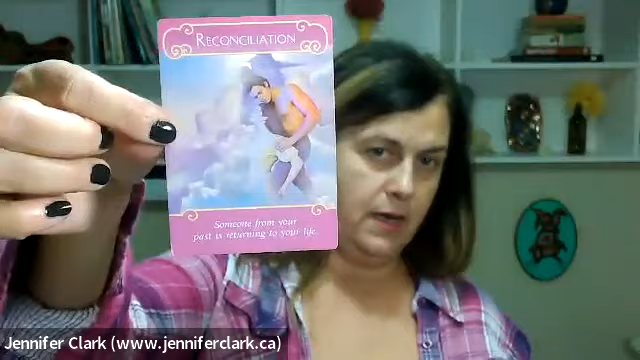 RECONCILIATION
Someone from your
past is returning to your life.
Jennifer Clark (www.jenniferclark.ca)